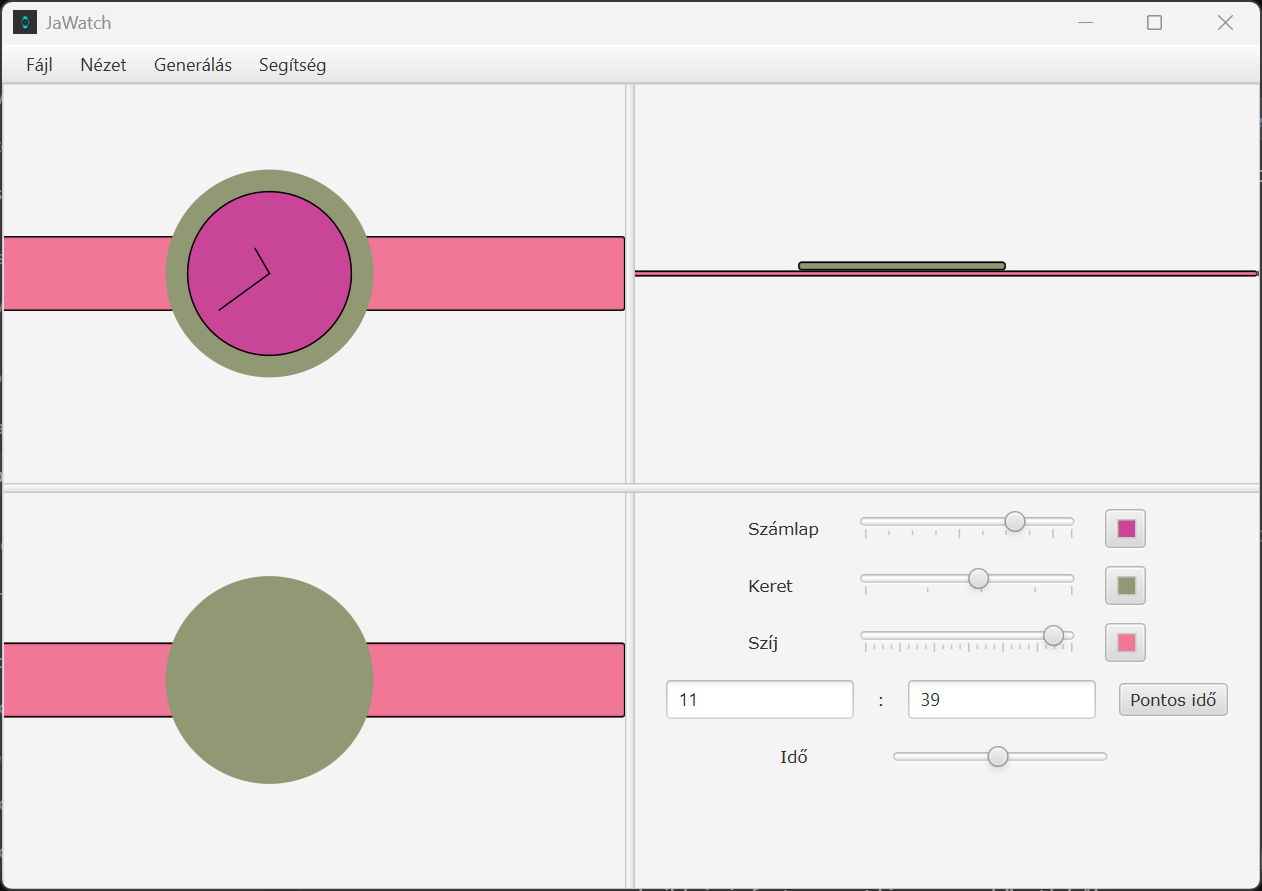 JaWatch
Fájl Nézet Generálás Segítség
Számlap
Keret
Szíj
11 : 39 Pontos idő
Idő